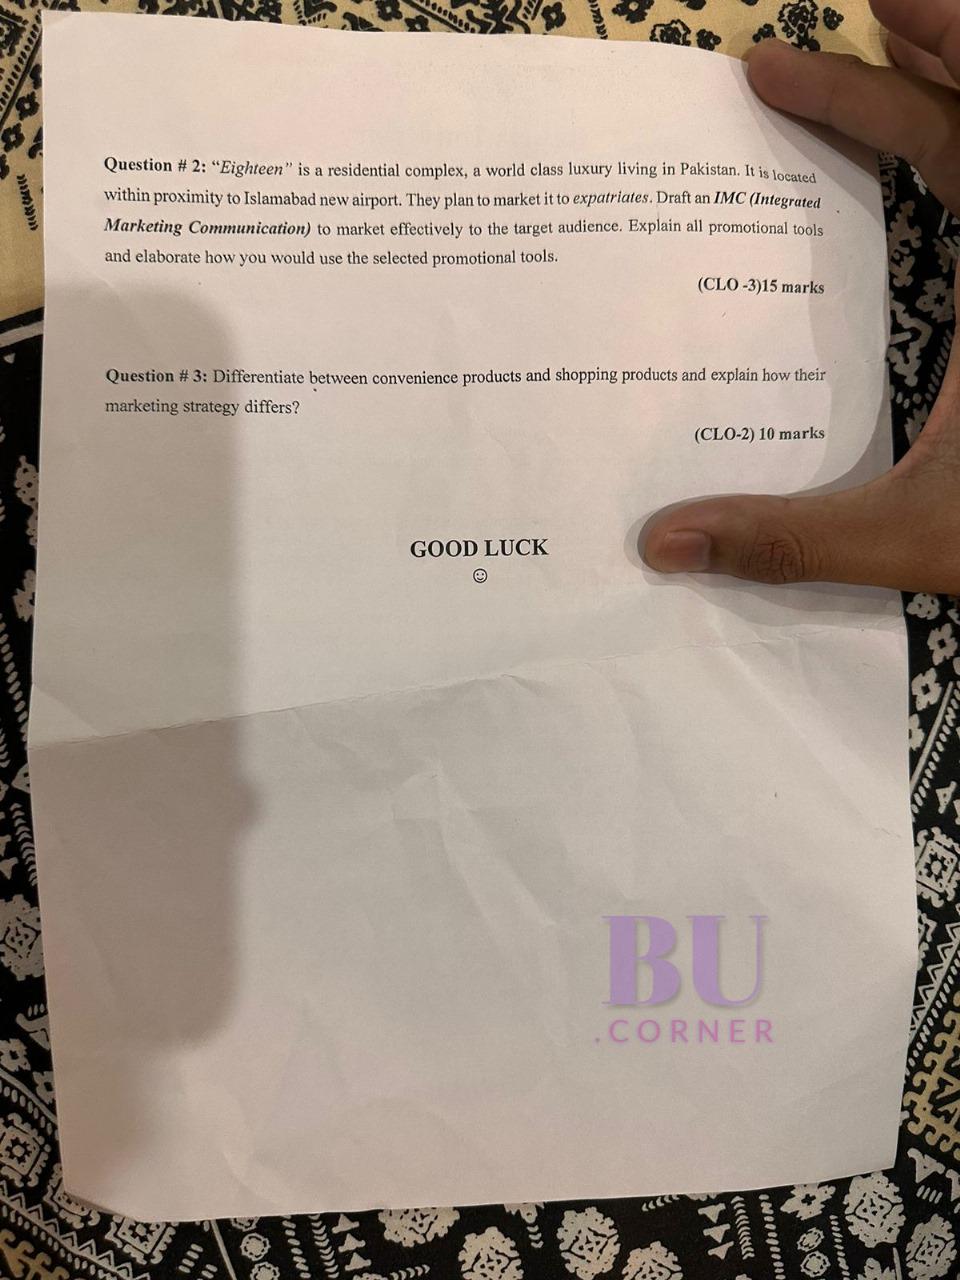 Question # 2: “Eighteen” is a residential complex, a world class luxury living in Pakistan. It is located
within proximity to Islamabad new airport. They plan to market it to expatriates. Draft an IMC (Integrated
Marketing Communication) to market effectively to the target audience. Explain all promotional tools
and elaborate how you would use the selected promotional tools.
(CLO -3)15 marks
Question # 3: Differentiate between convenience products and shopping products and explain how their
marketing strategy differs?
(CLO-2) 10 marks
GOOD LUCK
☺
BU
.CORNER